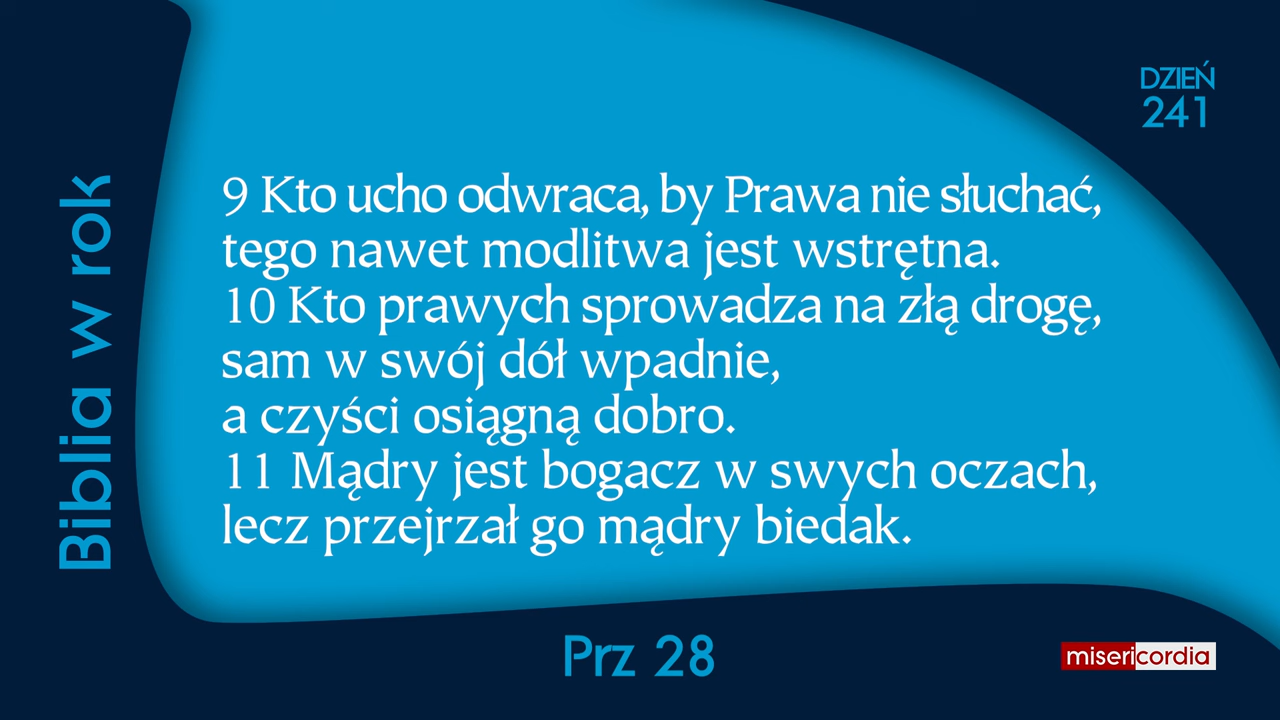 DZIEŃ
241
Biblia w rok
9 Kto ucho odwraca, by Prawa nie słuchać,
tego nawet modlitwa jest wstrętna.
10 Kto prawych sprowadza na złą drogę,
sam w swój dół wpadnie,
a czyści osiągną dobro.
11 Mądry jest bogacz w swych oczach,
lecz przejrzał go mądry biedak.
Prz 28
misericordia